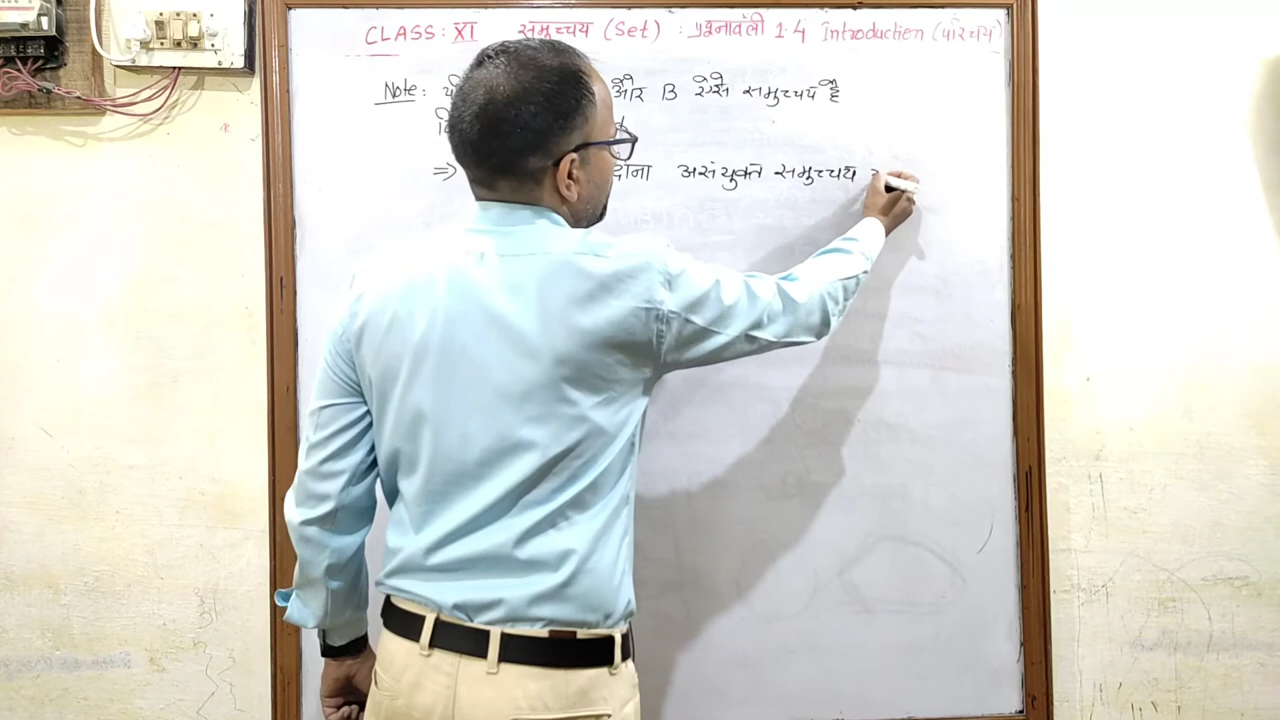 CLASS: XI समुच्चय (Set) : प्रश्नावली 1.4 Introduction (परिचय)
Note: और B ऐसे समुच्चय है
⇒ दोनो असंयुक्त समुच्चय